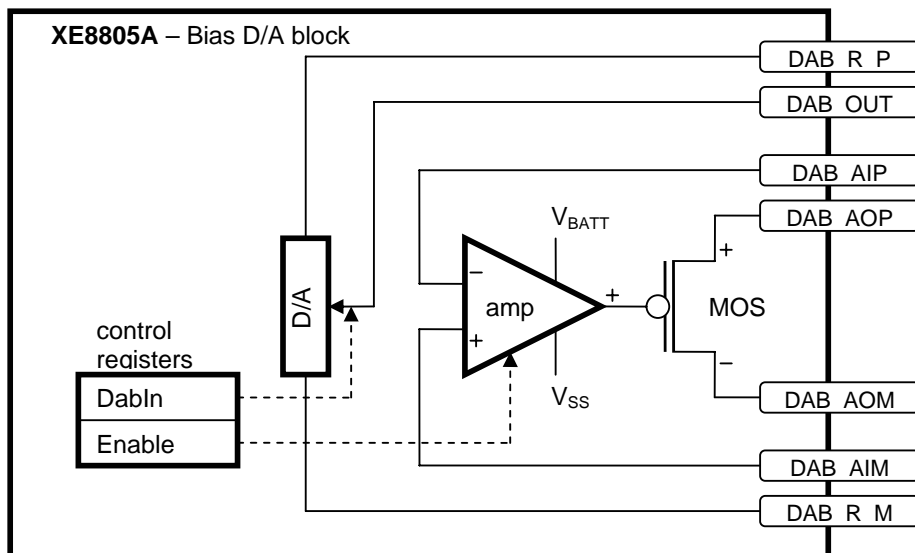 XE8805A – Bias D/A block
DAB R P
DAB OUT
DAB AIP
DAB AOP
VBATT
+
−
D/A
amp
+
MOS
+
−
control
registers
DabIn
Enable
VSS
DAB AOM
DAB AIM
DAB R M